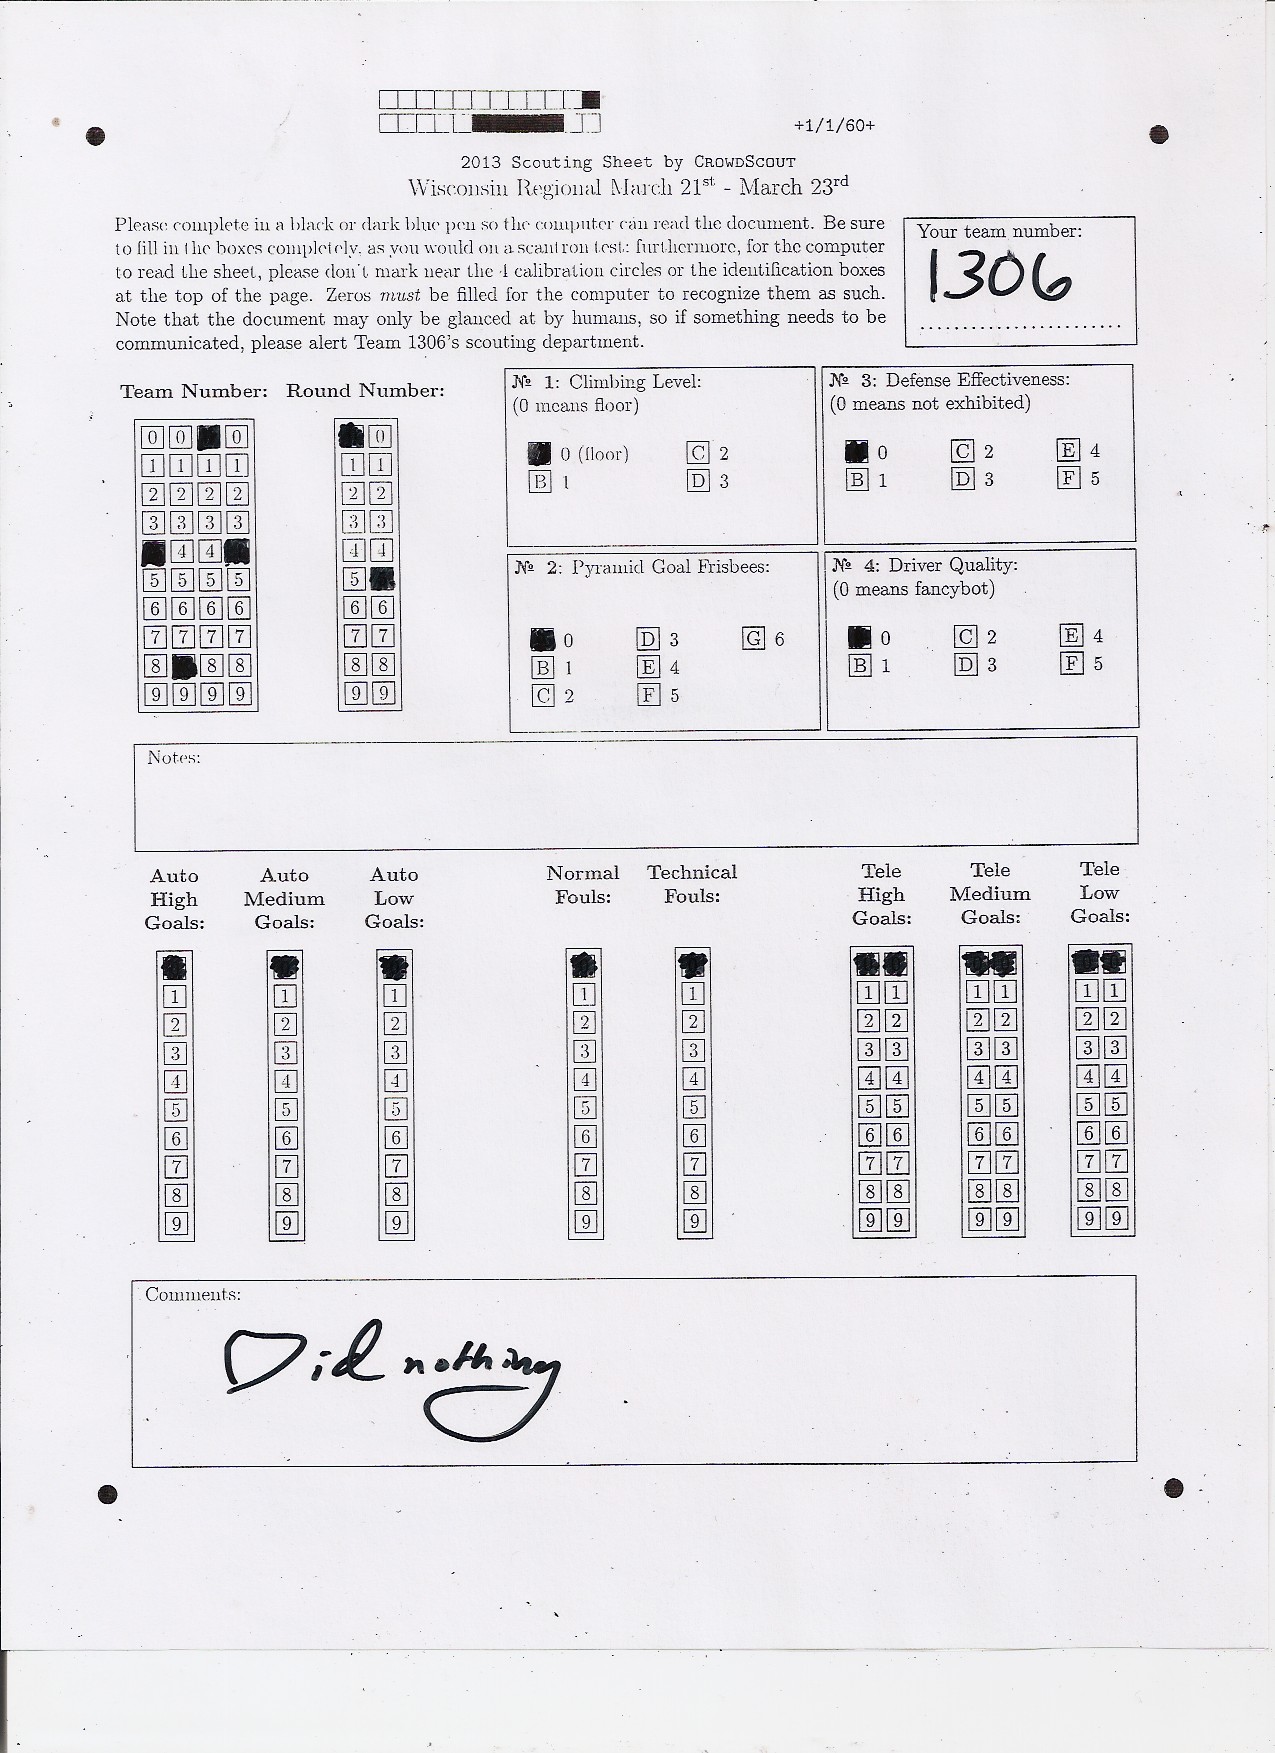 +1/1/60+
2013 Scouting Sheet by CROWDSCOUT
Wisconsin Regional March 21st - March 23rd
Please complete in a black or dark blue pen so the computer can read the document. Be sure
to fill in the boxes completely, as you would on a scantron test; furthermore, for the computer
to read the sheet, please don't mark near the 4 calibration circles or the identification boxes
at the top of the page. Zeros must be filled for the computer to recognize them as such.
Note that the document may only be glanced at by humans, so if something needs to be
communicated, please alert Team 1306's scouting department.
Your team number:
1306
Team Number:
0 0 0
1 1 1 1
2 2 2 2
3 3 3 3
4 4
5 5 5 5
6 6 6 6
7 7 7 7
8 8 8
9 9 9 9
Round Number:
0
1 1
2 2
3 3
4 4
5
6 6
7 7
8 8
9 9
№ 1: Climbing Level:
(0 means floor)
0 (floor) C 2
B 1 D 3
№ 3: Defense Effectiveness:
(0 means not exhibited)
0 C 2 E 4
B 1 D 3 F 5
№ 2: Pyramid Goal Frisbees:
0 D 3 G 6
B 1 E 4
C 2 F 5
№ 4: Driver Quality:
(0 means fancybot)
0 C 2 E 4
B 1 D 3 F 5
Notes:
Auto
High
Goals:
1
2
3
4
5
6
7
8
9
Auto
Medium
Goals:
1
2
3
4
5
6
7
8
9
Auto
Low
Goals:
1
2
3
4
5
6
7
8
9
Normal
Fouls:
1
2
3
4
5
6
7
8
9
Technical
Fouls:
1
2
3
4
5
6
7
8
9
Tele
High
Goals:
1 1
2 2
3 3
4 4
5 5
6 6
7 7
8 8
9 9
Tele
Medium
Goals:
1 1
2 2
3 3
4 4
5 5
6 6
7 7
8 8
9 9
Tele
Low
Goals:
1 1
2 2
3 3
4 4
5 5
6 6
7 7
8 8
9 9
Comments:
Did nothing